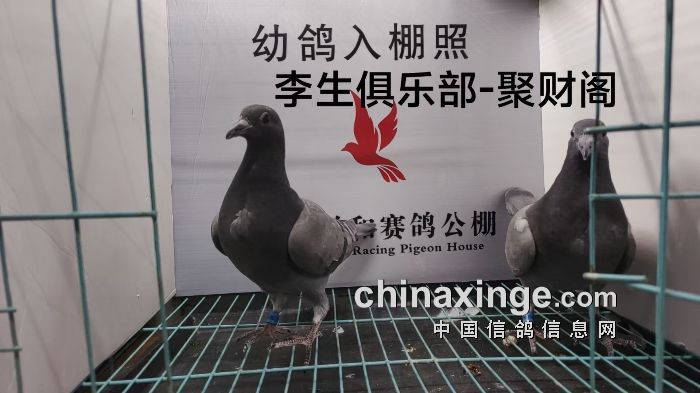 幼鸽入棚照
李生俱乐部-聚财阁
和赛鸽公棚
Racing Pigeon House
chinaxinge.com
中国信鸽信息网